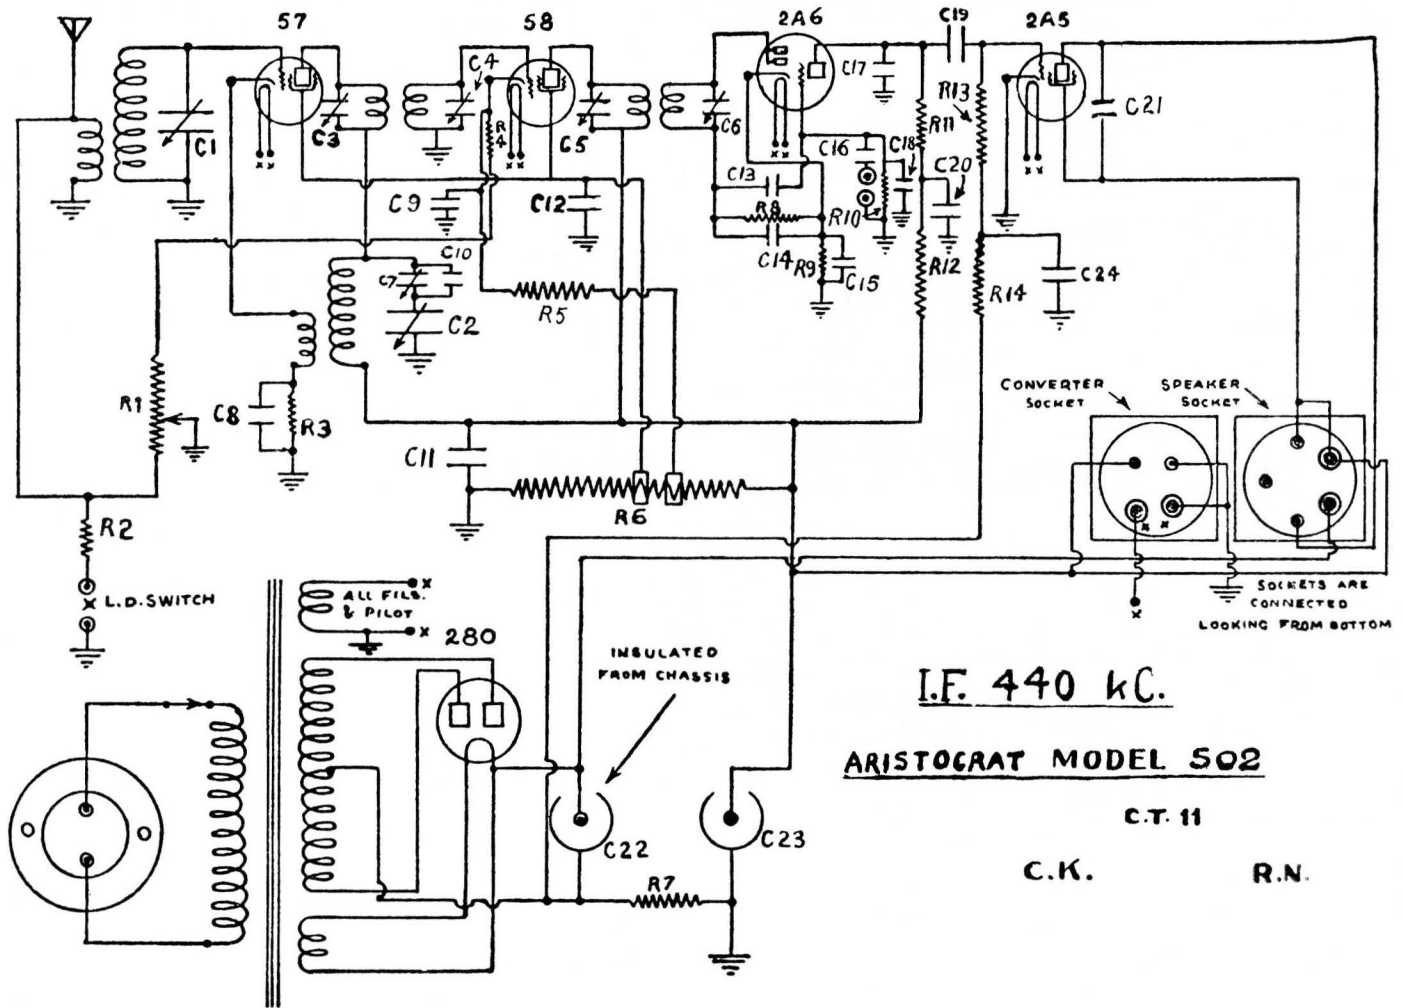 57
58
2A6
C19
2A5
C1
C3
C4
R4
C5
C6
C17
R11
R13
C21
C9
C12
C13
R8
C14
R9
C15
C16
R10
C18
C20
R12
R14
C24
C7
C10
C2
R5
R1
C8
R3
C11
R6
R2
x L.D. SWITCH
x x
x x
x x
x x
CONVERTER
SOCKET
SPEAKER
SOCKET
x x
x
SOCKETS ARE
CONNECTED
LOOKING FROM BOTTOM
ALL FILS.
& PILOT
x
x
280
INSULATED
FROM CHASSIS
C22
C23
R7
I.F. 440 kC.
ARISTOCRAT MODEL 502
C.T. 11
C.K.
R.N.